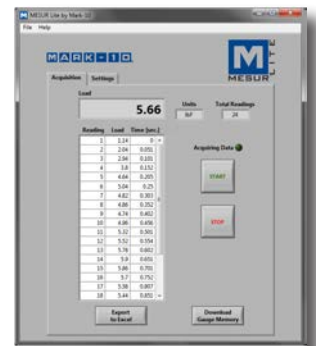 MESUR Lite by Mark-10
File Help
MARK-10
M
LITE
MESUR
Acquisition Settings
Load
5.66
Units
lbF
Total Readings
24
Reading Load Time [sec.]
1 1.14 0
2 2.04 0.051
3 2.94 0.101
4 3.8 0.152
5 4.44 0.205
6 5.04 0.25
7 4.82 0.303
8 4.86 0.352
9 4.74 0.402
10 4.96 0.456
11 5.32 0.501
12 5.52 0.554
13 5.78 0.602
14 5.9 0.651
15 5.86 0.701
16 5.7 0.752
17 5.58 0.807
18 5.44 0.851
Acquiring Data
START
STOP
Export
to Excel
Download
Gauge Memory